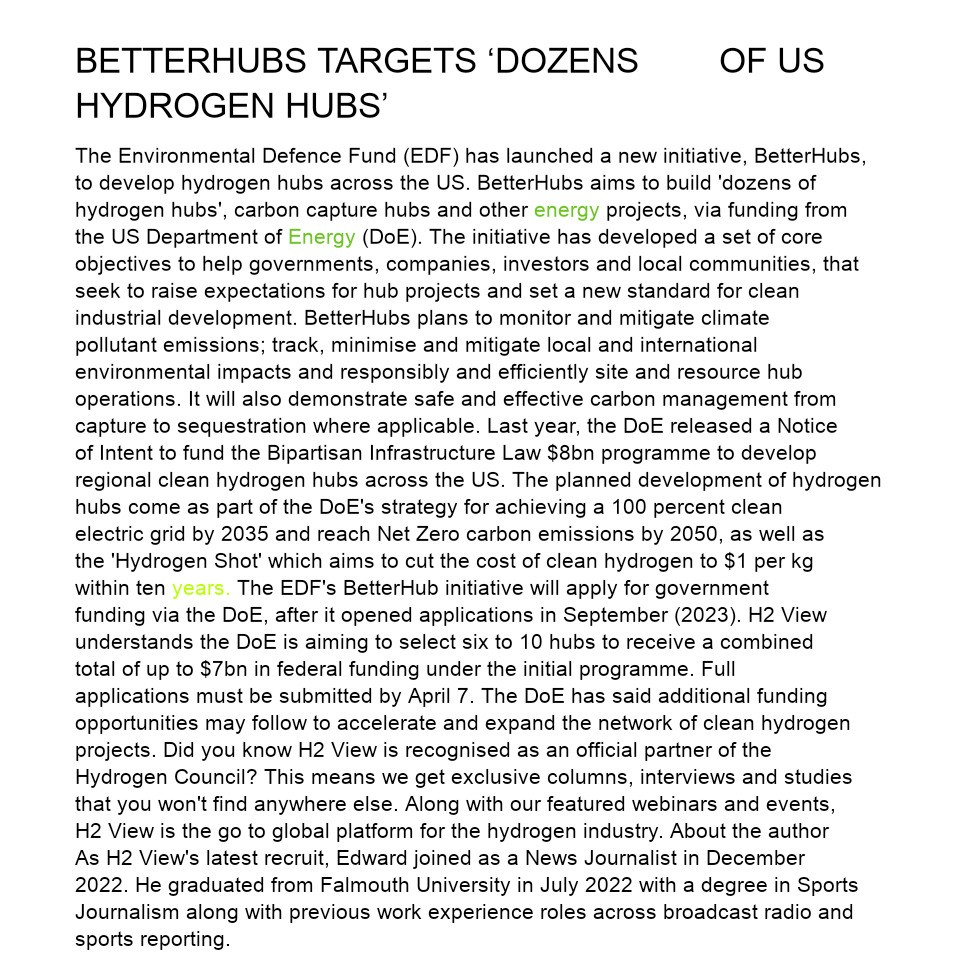 BETTERHUBS TARGETS ‘DOZENS OF US
HYDROGEN HUBS’
The Environmental Defence Fund (EDF) has launched a new initiative, BetterHubs,
to develop hydrogen hubs across the US. BetterHubs aims to build 'dozens of
hydrogen hubs', carbon capture hubs and other energy projects, via funding from
the US Department of Energy (DoE). The initiative has developed a set of core
objectives to help governments, companies, investors and local communities, that
seek to raise expectations for hub projects and set a new standard for clean
industrial development. BetterHubs plans to monitor and mitigate climate
pollutant emissions; track, minimise and mitigate local and international
environmental impacts and responsibly and efficiently site and resource hub
operations. It will also demonstrate safe and effective carbon management from
capture to sequestration where applicable. Last year, the DoE released a Notice
of Intent to fund the Bipartisan Infrastructure Law $8bn programme to develop
regional clean hydrogen hubs across the US. The planned development of hydrogen
hubs come as part of the DoE's strategy for achieving a 100 percent clean
electric grid by 2035 and reach Net Zero carbon emissions by 2050, as well as
the 'Hydrogen Shot' which aims to cut the cost of clean hydrogen to $1 per kg
within ten years. The EDF's BetterHub initiative will apply for government
funding via the DoE, after it opened applications in September (2023). H2 View
understands the DoE is aiming to select six to 10 hubs to receive a combined
total of up to $7bn in federal funding under the initial programme. Full
applications must be submitted by April 7. The DoE has said additional funding
opportunities may follow to accelerate and expand the network of clean hydrogen
projects. Did you know H2 View is recognised as an official partner of the
Hydrogen Council? This means we get exclusive columns, interviews and studies
that you won't find anywhere else. Along with our featured webinars and events,
H2 View is the go to global platform for the hydrogen industry. About the author
As H2 View's latest recruit, Edward joined as a News Journalist in December
2022. He graduated from Falmouth University in July 2022 with a degree in Sports
Journalism along with previous work experience roles across broadcast radio and
sports reporting.